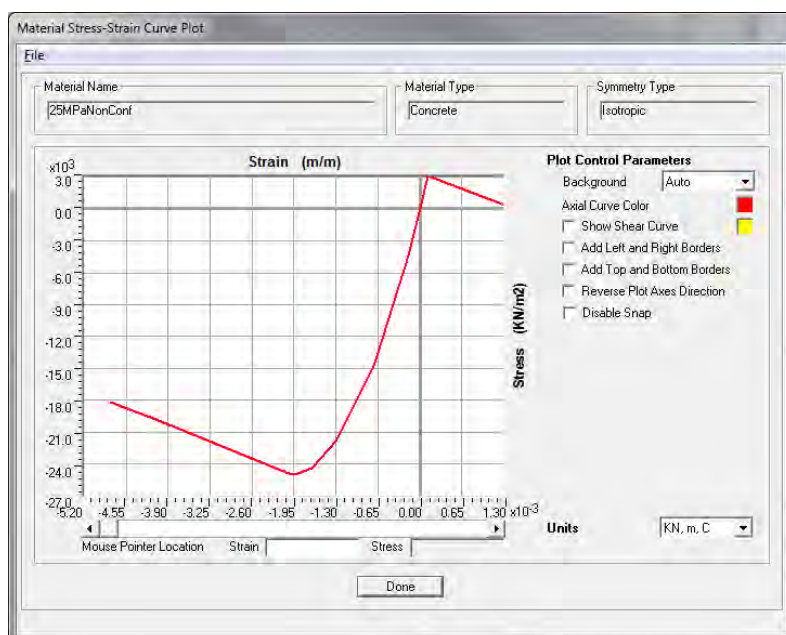 Material Stress-Strain Curve Plot
File
Material Name
25MPaNonConf
Material Type
Concrete
Symmetry Type
Isotropic
Strain (m/m)
x10³
3.0
0.0
-3.0
-6.0
-9.0
-12.0
-15.0
-18.0
-21.0
-24.0
-27.0
-5.20 -4.55 -3.90 -3.25 -2.60 -1.95 -1.30 -0.65 0.00 0.65 1.30 x10⁻³
Stress (KN/m2)
Mouse Pointer Location Strain Stress
Plot Control Parameters
Background Auto
Axial Curve Color
Show Shear Curve
Add Left and Right Borders
Add Top and Bottom Borders
Reverse Plot Axes Direction
Disable Snap
Units KN, m, C
Done